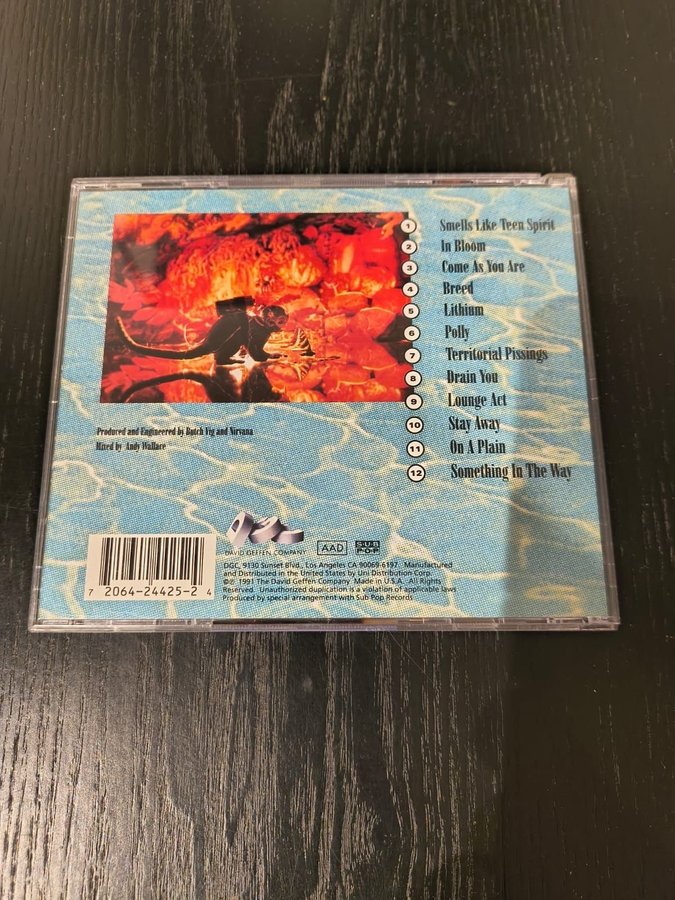 1 Smells Like Teen Spirit
2 In Bloom
3 Come As You Are
4 Breed
5 Lithium
6 Polly
7 Territorial Pissings
8 Drain You
9 Lounge Act
10 Stay Away
11 On A Plain
12 Something In The Way
Produced and Engineered by Butch Vig and Nirvana
Mixed by Andy Wallace
DGC
DAVID GEFFEN COMPANY
AAD
SUB
POP
DGC, 9130 Sunset Blvd., Los Angeles CA 90069-6197. Manufactured
and Distributed in the United States by Uni Distribution Corp.
©℗ 1991 The David Geffen Company. Made in U.S.A. All Rights
Reserved. Unauthorized duplication is a violation of applicable laws
Produced by special arrangement with Sub Pop Records
7 2064-24425-2 4